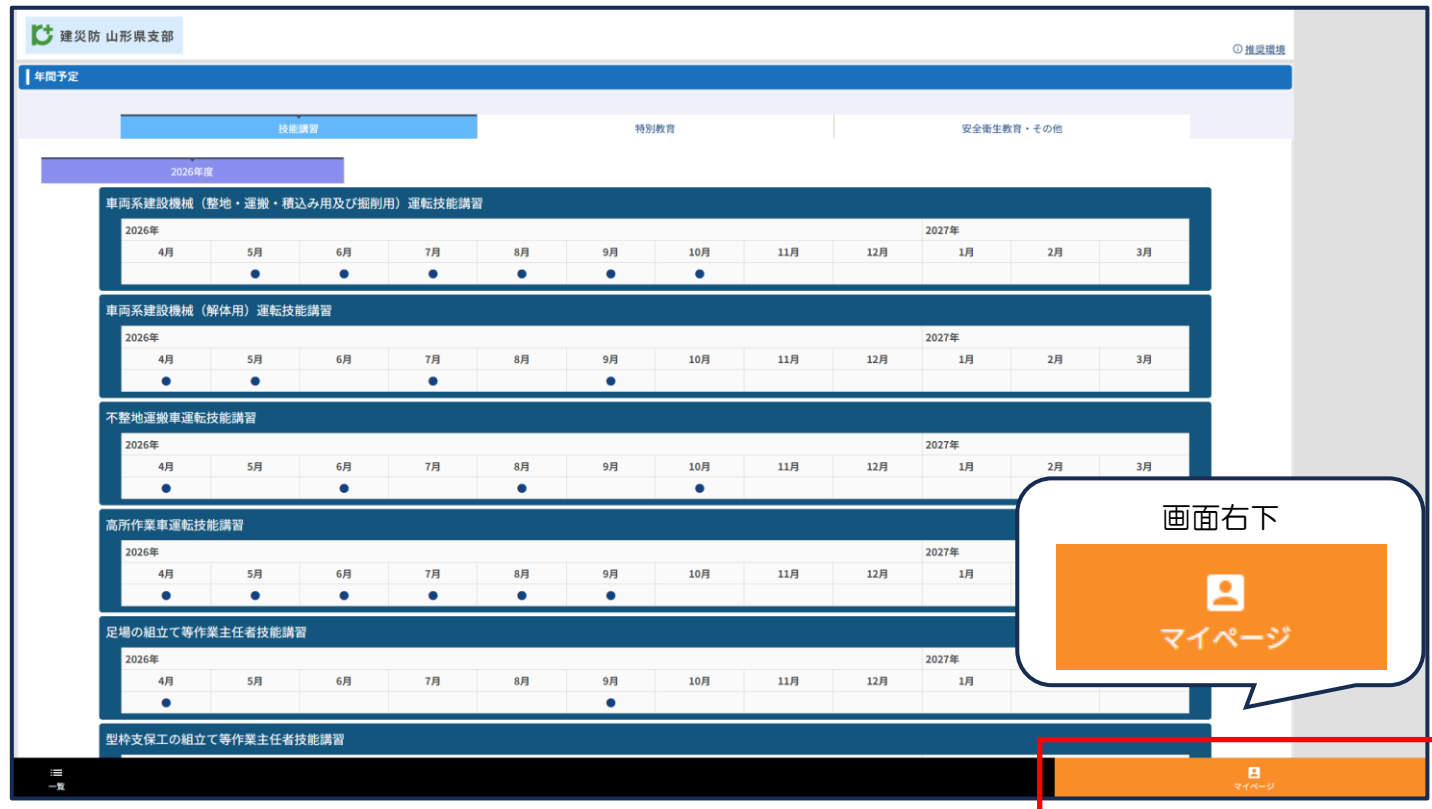 建災防 山形県支部
推奨環境
年間予定
技能講習 特別教育 安全衛生教育・その他
2026年度
車両系建設機械（整地・運搬・積込み用及び掘削用）運転技能講習
2026年 2027年
4月 5月 6月 7月 8月 9月 10月 11月 12月 1月 2月 3月
車両系建設機械（解体用）運転技能講習
2026年 2027年
4月 5月 6月 7月 8月 9月 10月 11月 12月 1月 2月 3月
不整地運搬車運転技能講習
2026年 2027年
4月 5月 6月 7月 8月 9月 10月 11月 12月 1月 2月 3月
高所作業車運転技能講習
2026年 2027年
4月 5月 6月 7月 8月 9月 10月 11月 12月 1月
足場の組立て等作業主任者技能講習
2026年 2027年
4月 5月 6月 7月 8月 9月 10月 11月 12月 1月
型枠支保工の組立て等作業主任者技能講習
画面右下
マイページ
一覧
マイページ